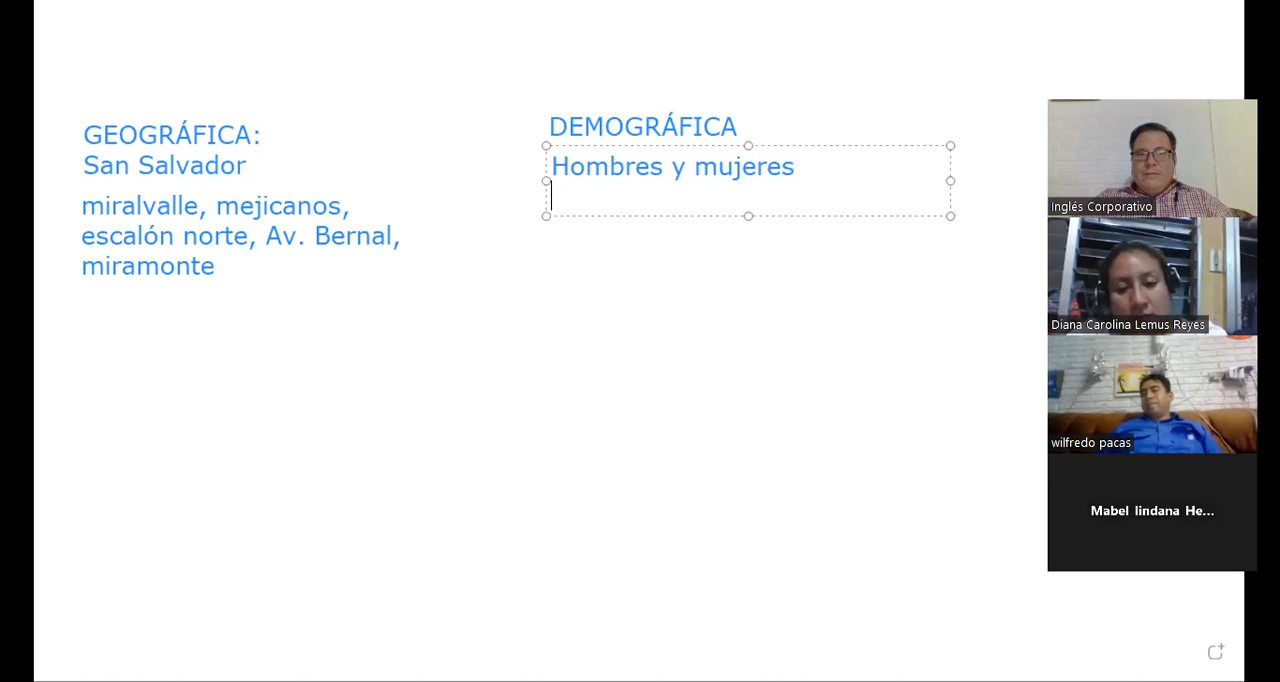 GEOGRÁFICA:
San Salvador
miralvalle, mejicanos,
escalón norte, Av. Bernal,
miramonte
DEMOGRÁFICA
Hombres y mujeres
Inglés Corporativo
Diana Carolina Lemus Reyes
wilfredo pacas
Mabel lindana He...